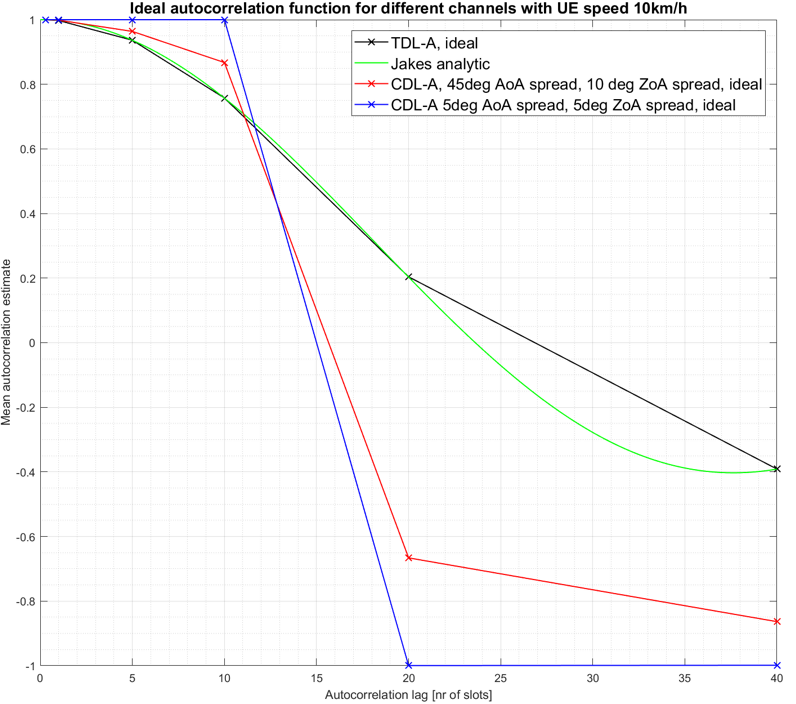 Ideal autocorrelation function for different channels with UE speed 10km/h
TDL-A, ideal
Jakes analytic
CDL-A, 45deg AoA spread, 10 deg ZoA spread, ideal
CDL-A 5deg AoA spread, 5deg ZoA spread, ideal
Mean autocorrelation estimate
1
0.8
0.6
0.4
0.2
0
-0.2
-0.4
-0.6
-0.8
-1
0 5 10 15 20 25 30 35 40
Autocorrelation lag [nr of slots]